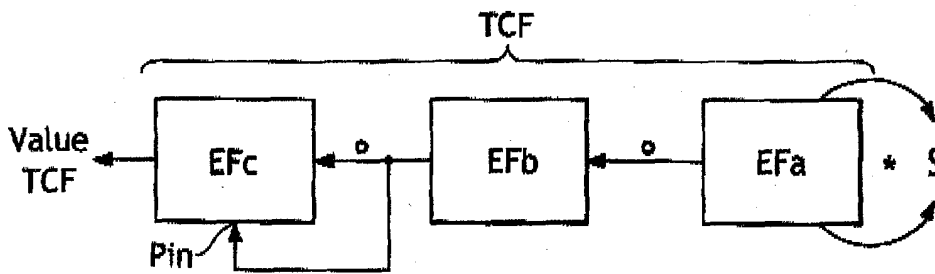 TCF
Value
TCF
EFc
o
EFb
o
EFa
*
S
Pin